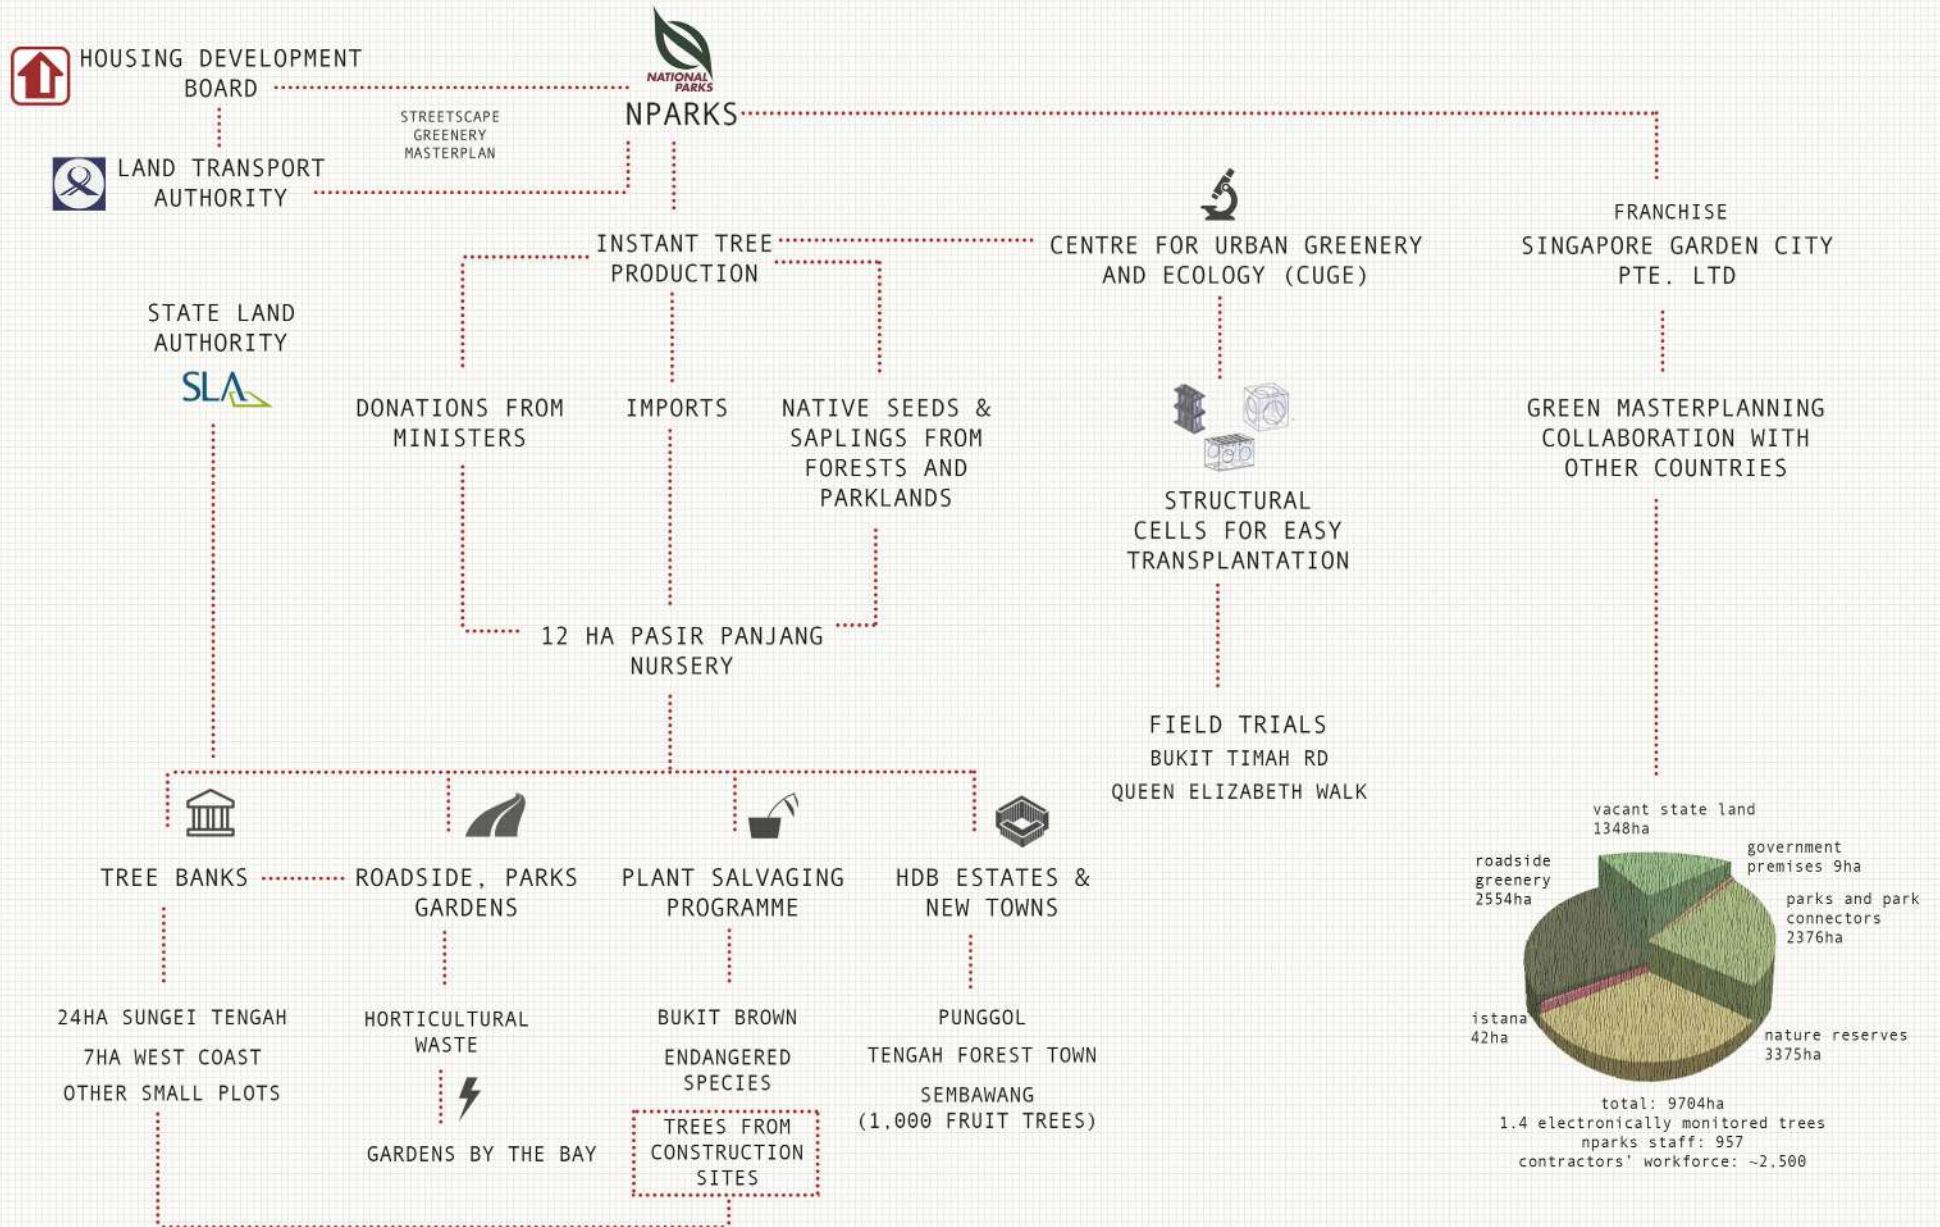 HOUSING DEVELOPMENT
BOARD
NATIONAL
PARKS
NPARKS
STREETSCAPE
GREENERY
MASTERPLAN
LAND TRANSPORT
AUTHORITY
INSTANT TREE
PRODUCTION
CENTRE FOR URBAN GREENERY
AND ECOLOGY (CUGE)
FRANCHISE
SINGAPORE GARDEN CITY
PTE. LTD
STATE LAND
AUTHORITY
SLA
DONATIONS FROM
MINISTERS
IMPORTS
NATIVE SEEDS &
SAPLINGS FROM
FORESTS AND
PARKLANDS
STRUCTURAL
CELLS FOR EASY
TRANSPLANTATION
GREEN MASTERPLANNING
COLLABORATION WITH
OTHER COUNTRIES
12 HA PASIR PANJANG
NURSERY
FIELD TRIALS
BUKIT TIMAH RD
QUEEN ELIZABETH WALK
TREE BANKS
ROADSIDE, PARKS
GARDENS
PLANT SALVAGING
PROGRAMME
HDB ESTATES &
NEW TOWNS
24HA SUNGEI TENGAH
7HA WEST COAST
OTHER SMALL PLOTS
HORTICULTURAL
WASTE
GARDENS BY THE BAY
BUKIT BROWN
ENDANGERED
SPECIES
TREES FROM
CONSTRUCTION
SITES
PUNGGOL
TENGAH FOREST TOWN
SEMBAWANG
(1,000 FRUIT TREES)
vacant state land
1348ha
government
premises 9ha
roadside
greenery
2554ha
parks and park
connectors
2376ha
istana
42ha
nature reserves
3375ha
total: 9704ha
1.4 electronically monitored trees
nparks staff: 957
contractors' workforce: ~2,500